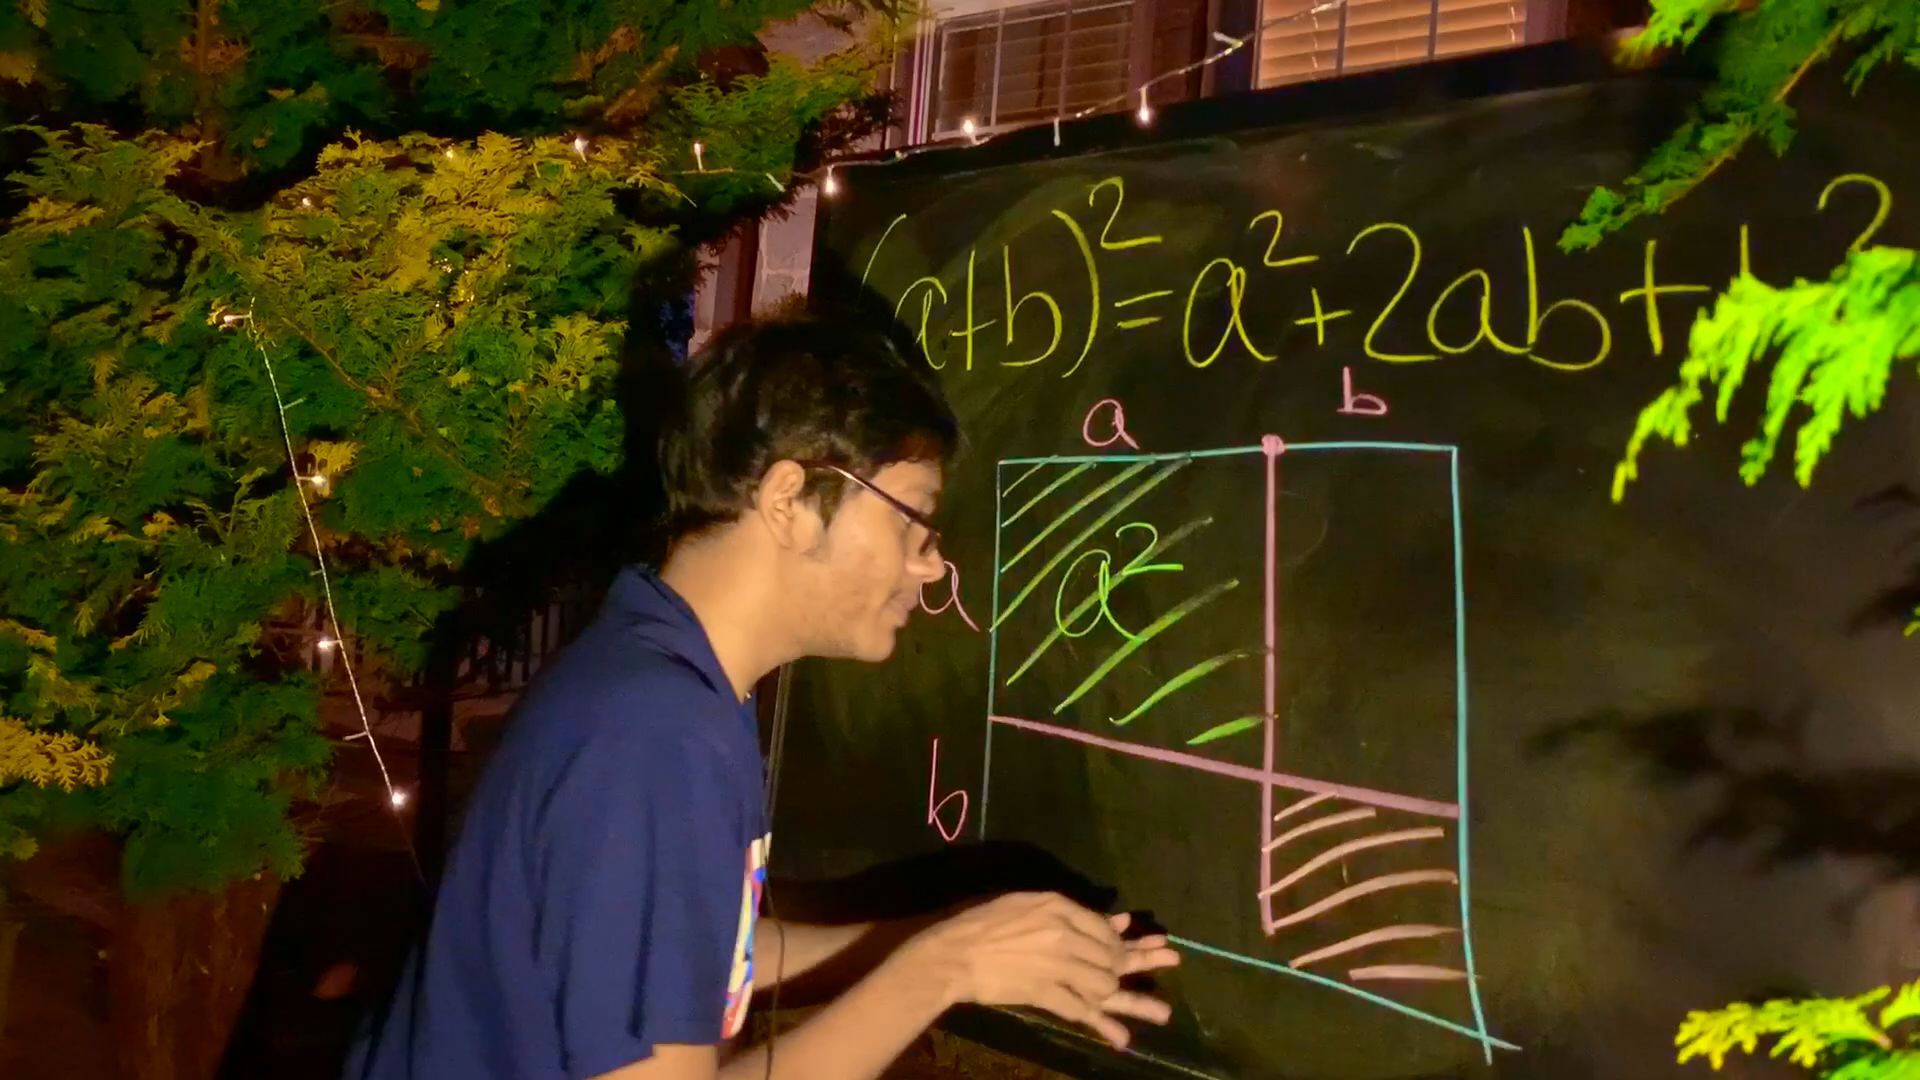 (a+b)² = a² + 2ab +
a
b
a
a²
b